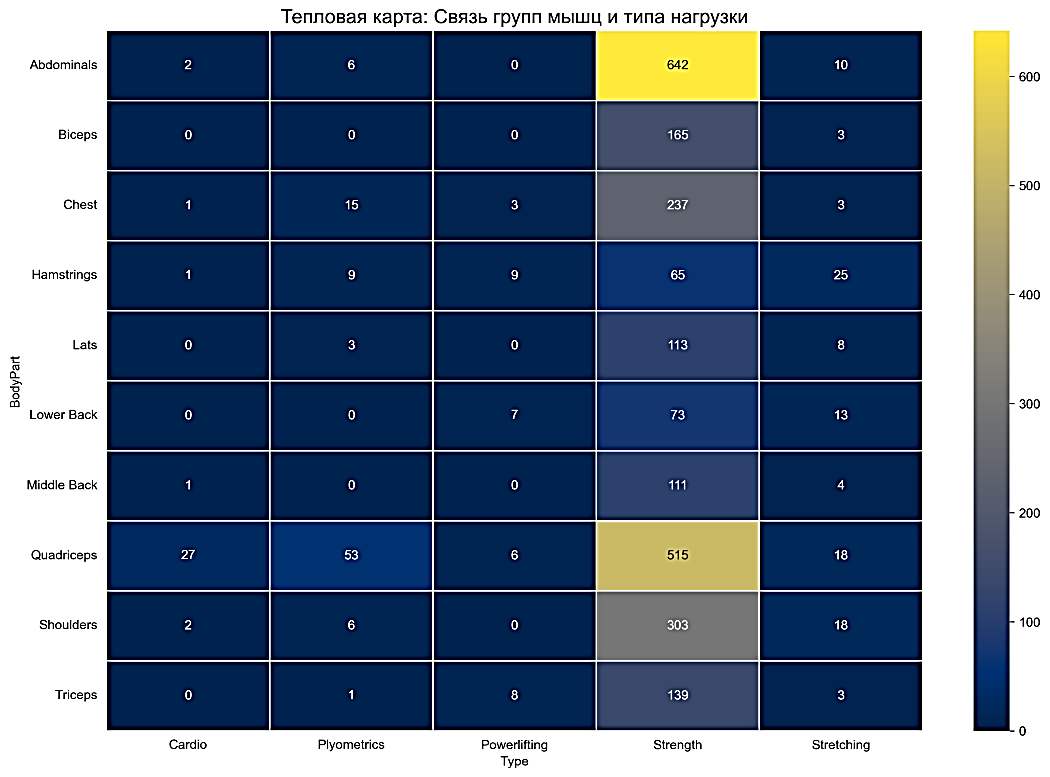 Тепловая карта: Связь групп мышц и типа нагрузки
Abdominals 2 6 0 642 10
Biceps 0 0 0 165 3
Chest 1 15 3 237 3
Hamstrings 1 9 9 65 25
Lats 0 3 0 113 8
Lower Back 0 0 7 73 13
Middle Back 1 0 0 111 4
Quadriceps 27 53 6 515 18
Shoulders 2 6 0 303 18
Triceps 0 1 8 139 3
BodyPart
Cardio Plyometrics Powerlifting Strength Stretching
Type
600
500
400
300
200
100
0